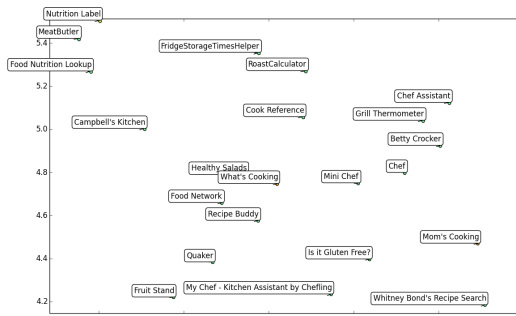 Nutrition Label
MeatButler
5.4
FridgeStorageTimesHelper
Food Nutrition Lookup
RoastCalculator
5.2
Chef Assistant
Cook Reference
Grill Thermometer
Campbell's Kitchen
5.0
Betty Crocker
Healthy Salads
Chef
4.8
What's Cooking
Mini Chef
Food Network
4.6
Recipe Buddy
Mom's Cooking
Quaker
Is it Gluten Free?
4.4
Fruit Stand
My Chef - Kitchen Assistant by Chefling
4.2
Whitney Bond's Recipe Search